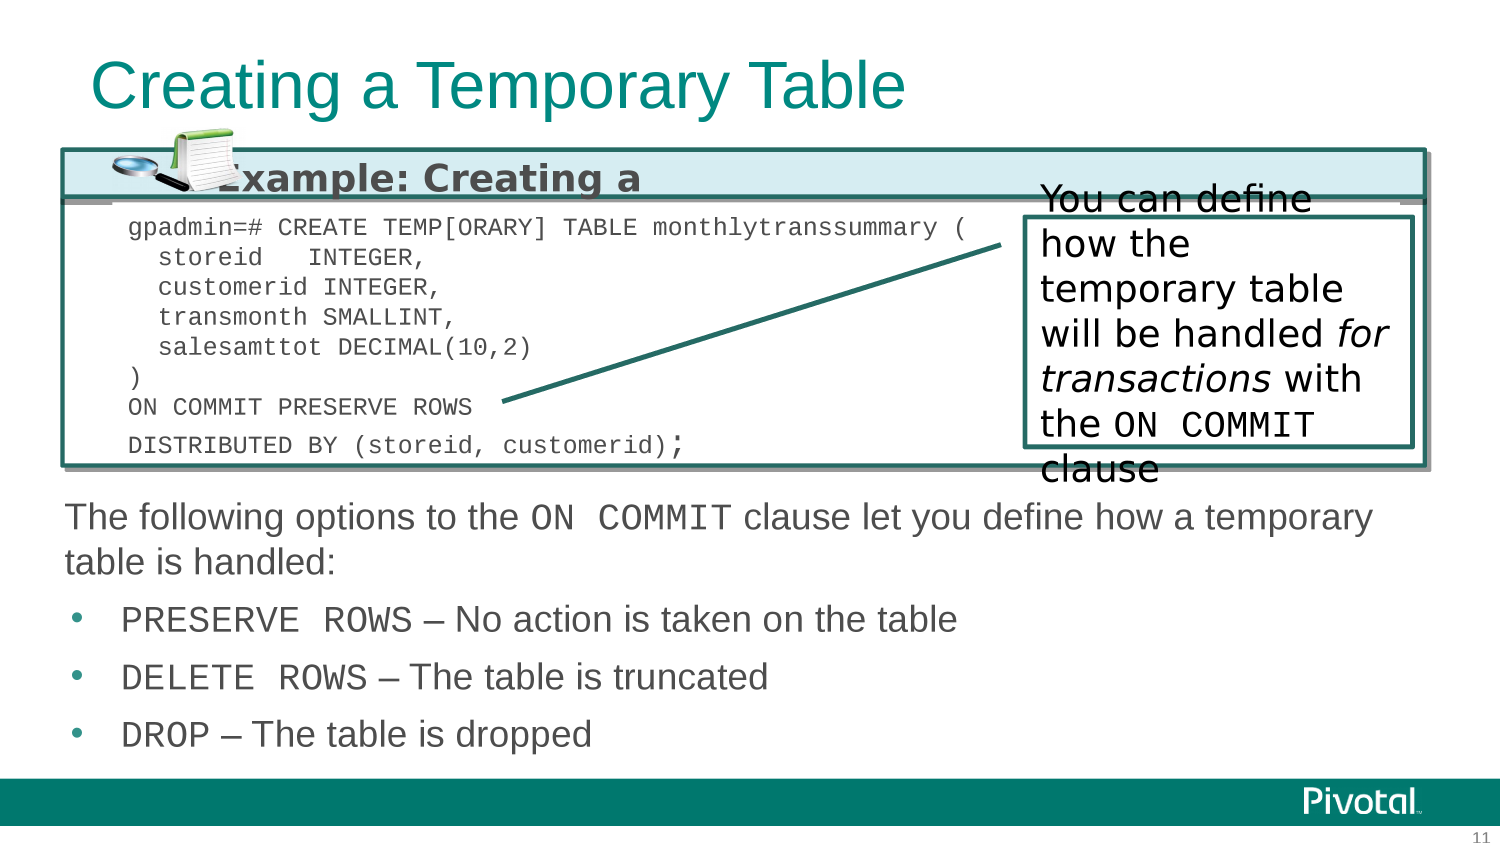 Creating a Temporary Table
Example: Creating a
gpadmin=# CREATE TEMP[ORARY] TABLE monthlytranssummary (
  storeid   INTEGER,
  customerid INTEGER,
  transmonth SMALLINT,
  salesamttot DECIMAL(10,2)
)
ON COMMIT PRESERVE ROWS
DISTRIBUTED BY (storeid, customerid);
You can define
how the
temporary table
will be handled for
transactions with
the ON COMMIT
clause
The following options to the ON COMMIT clause let you define how a temporary
table is handled:
• PRESERVE ROWS – No action is taken on the table
• DELETE ROWS – The table is truncated
• DROP – The table is dropped
Pivotal™
11